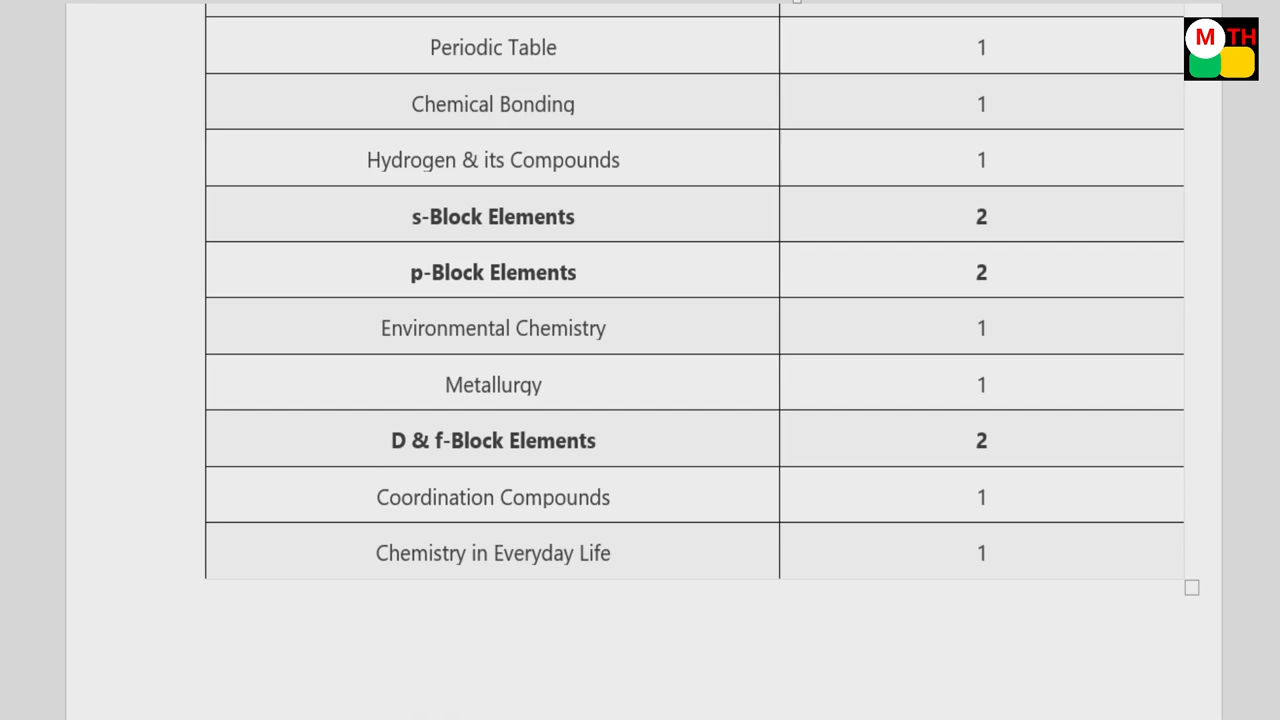 M TH
Periodic Table 1
Chemical Bonding 1
Hydrogen & its Compounds 1
s-Block Elements 2
p-Block Elements 2
Environmental Chemistry 1
Metallurgy 1
D & f-Block Elements 2
Coordination Compounds 1
Chemistry in Everyday Life 1